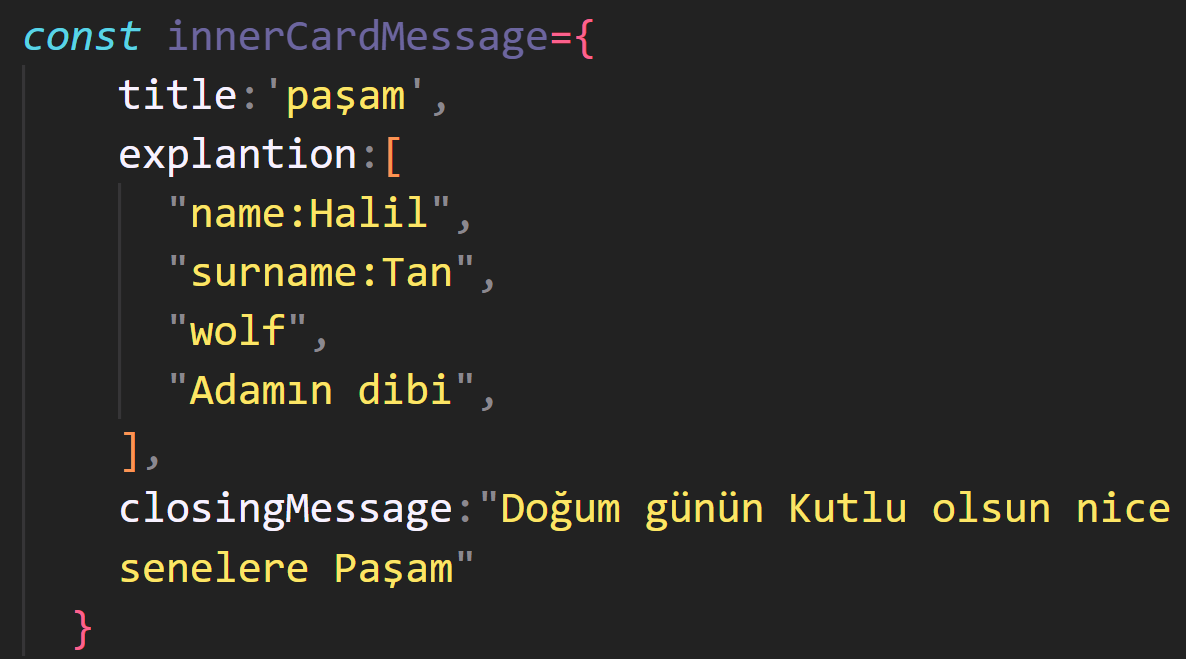 const innerCardMessage={
title:'paşam',
explantion:[
"name:Halil",
"surname:Tan",
"wolf",
"Adamın dibi",
],
closingMessage:"Doğum günün Kutlu olsun nice
senelere Paşam"
}